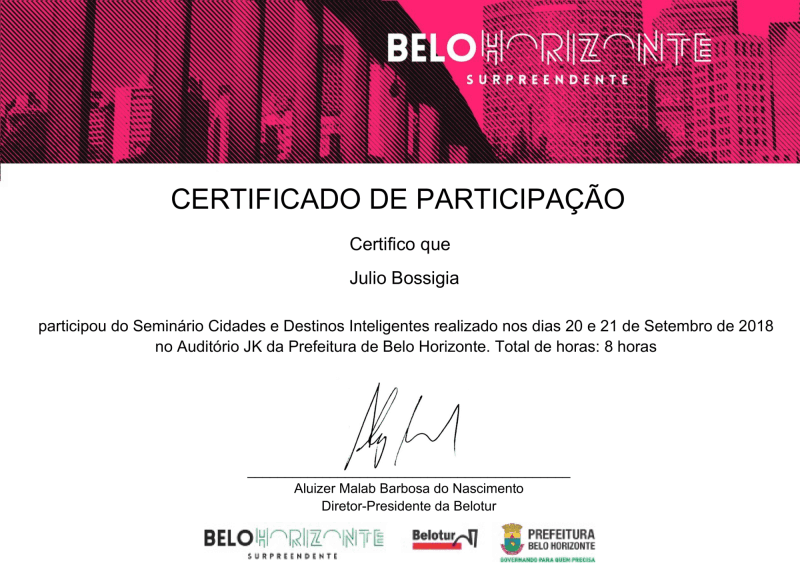 BELO HORIZONTE
SURPREENDENTE
CERTIFICADO DE PARTICIPAÇÃO
Certifico que
Julio Bossigia
participou do Seminário Cidades e Destinos Inteligentes realizado nos dias 20 e 21 de Setembro de 2018
no Auditório JK da Prefeitura de Belo Horizonte. Total de horas: 8 horas
Aluizer Malab Barbosa do Nascimento
Diretor-Presidente da Belotur
BELO HORIZONTE
SURPREENDENTE
Belotur
PREFEITURA
BELO HORIZONTE
GOVERNANDO PARA QUEM PRECISA